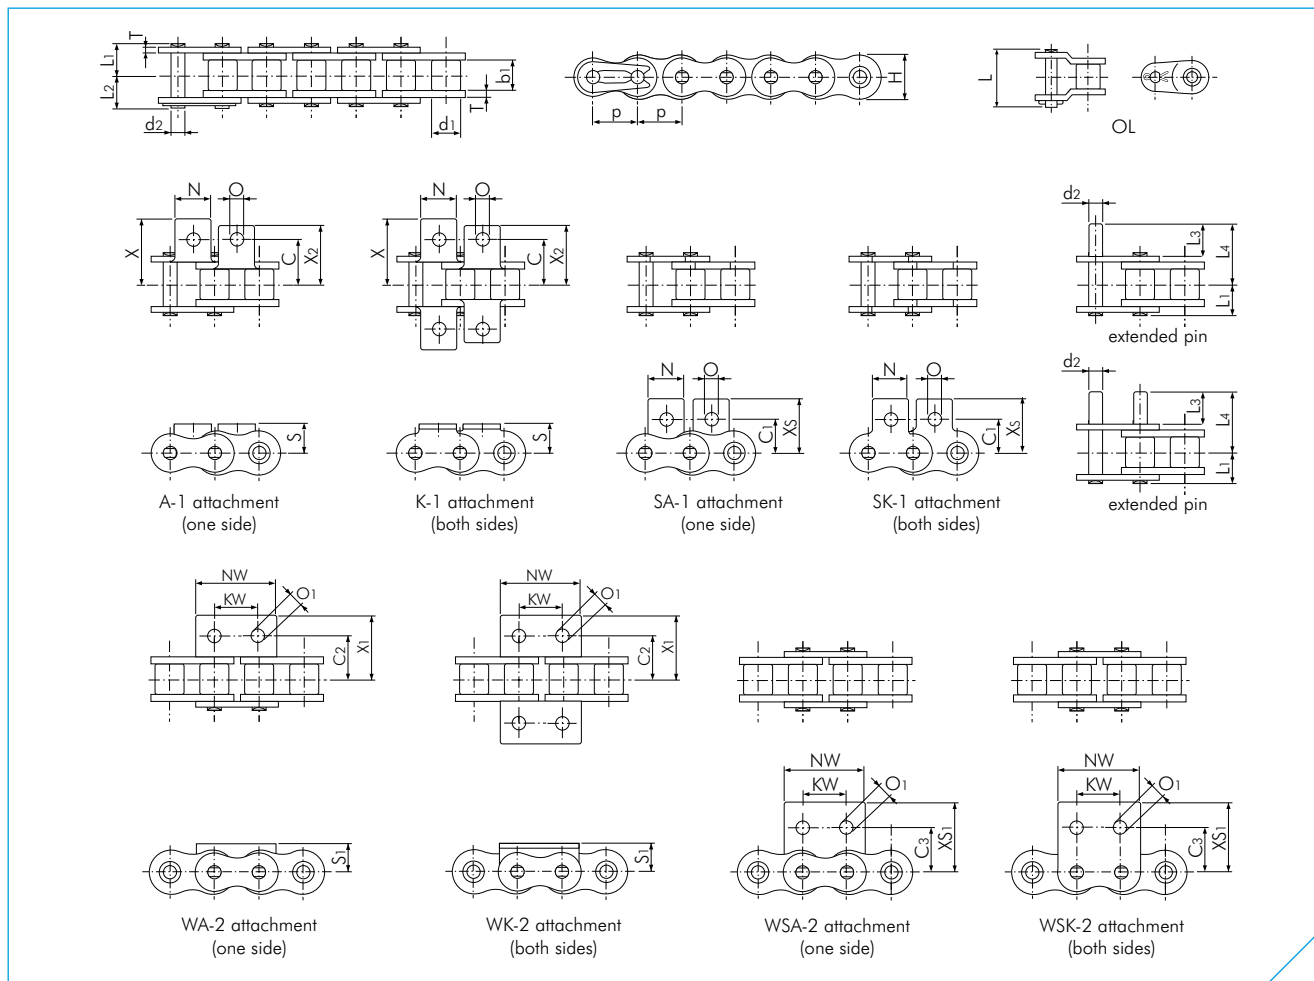 T
L1
L2
b1
T
d2
d1
H
p
p
L
OL
N
O
X
C
X2
N
O
X
C
X2
d2
L3
L4
L1
extended pin
S
A-1 attachment
(one side)
S
K-1 attachment
(both sides)
N
O
C1
XS
SA-1 attachment
(one side)
N
O
C1
XS
SK-1 attachment
(both sides)
d2
L3
L4
L1
extended pin
NW
KW
O1
C2
X1
NW
KW
O1
C2
X1
S1
WA-2 attachment
(one side)
S1
WK-2 attachment
(both sides)
NW
KW
O1
C3
XS1
WSA-2 attachment
(one side)
NW
KW
O1
C3
XS1
WSK-2 attachment
(both sides)